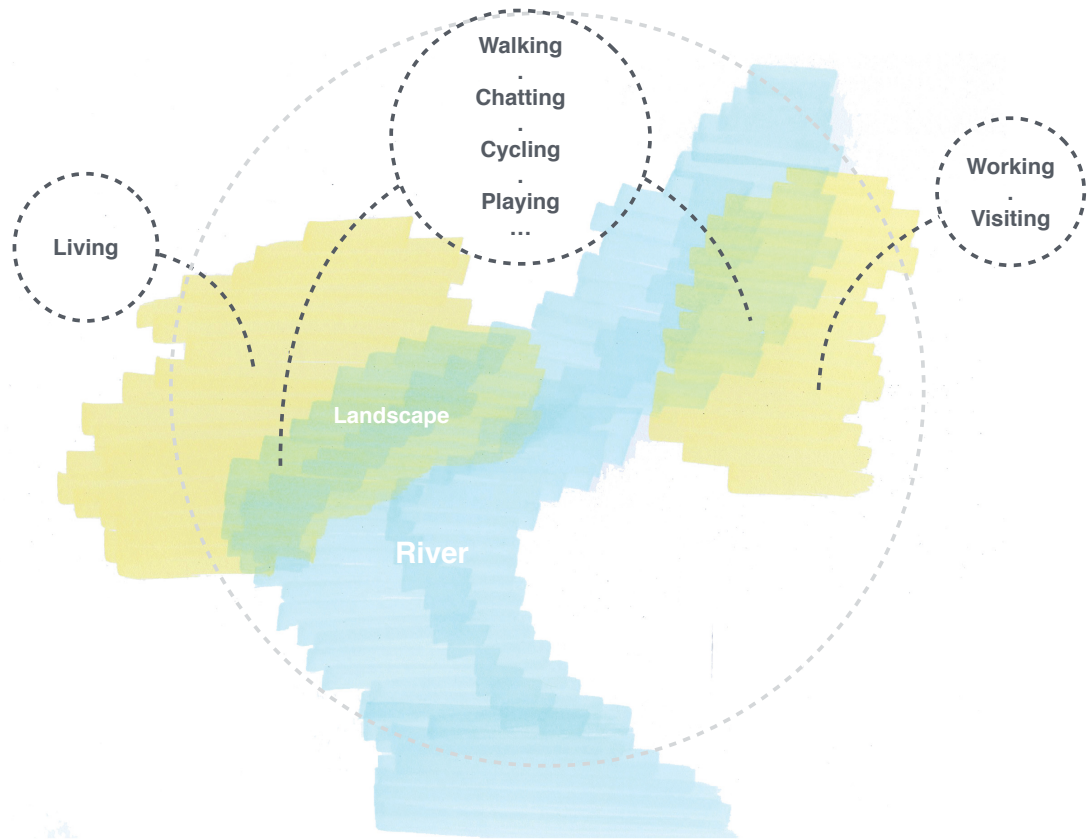 Walking
.
Chatting
.
Cycling
.
Playing
...
Working
.
Visiting
Living
Landscape
River